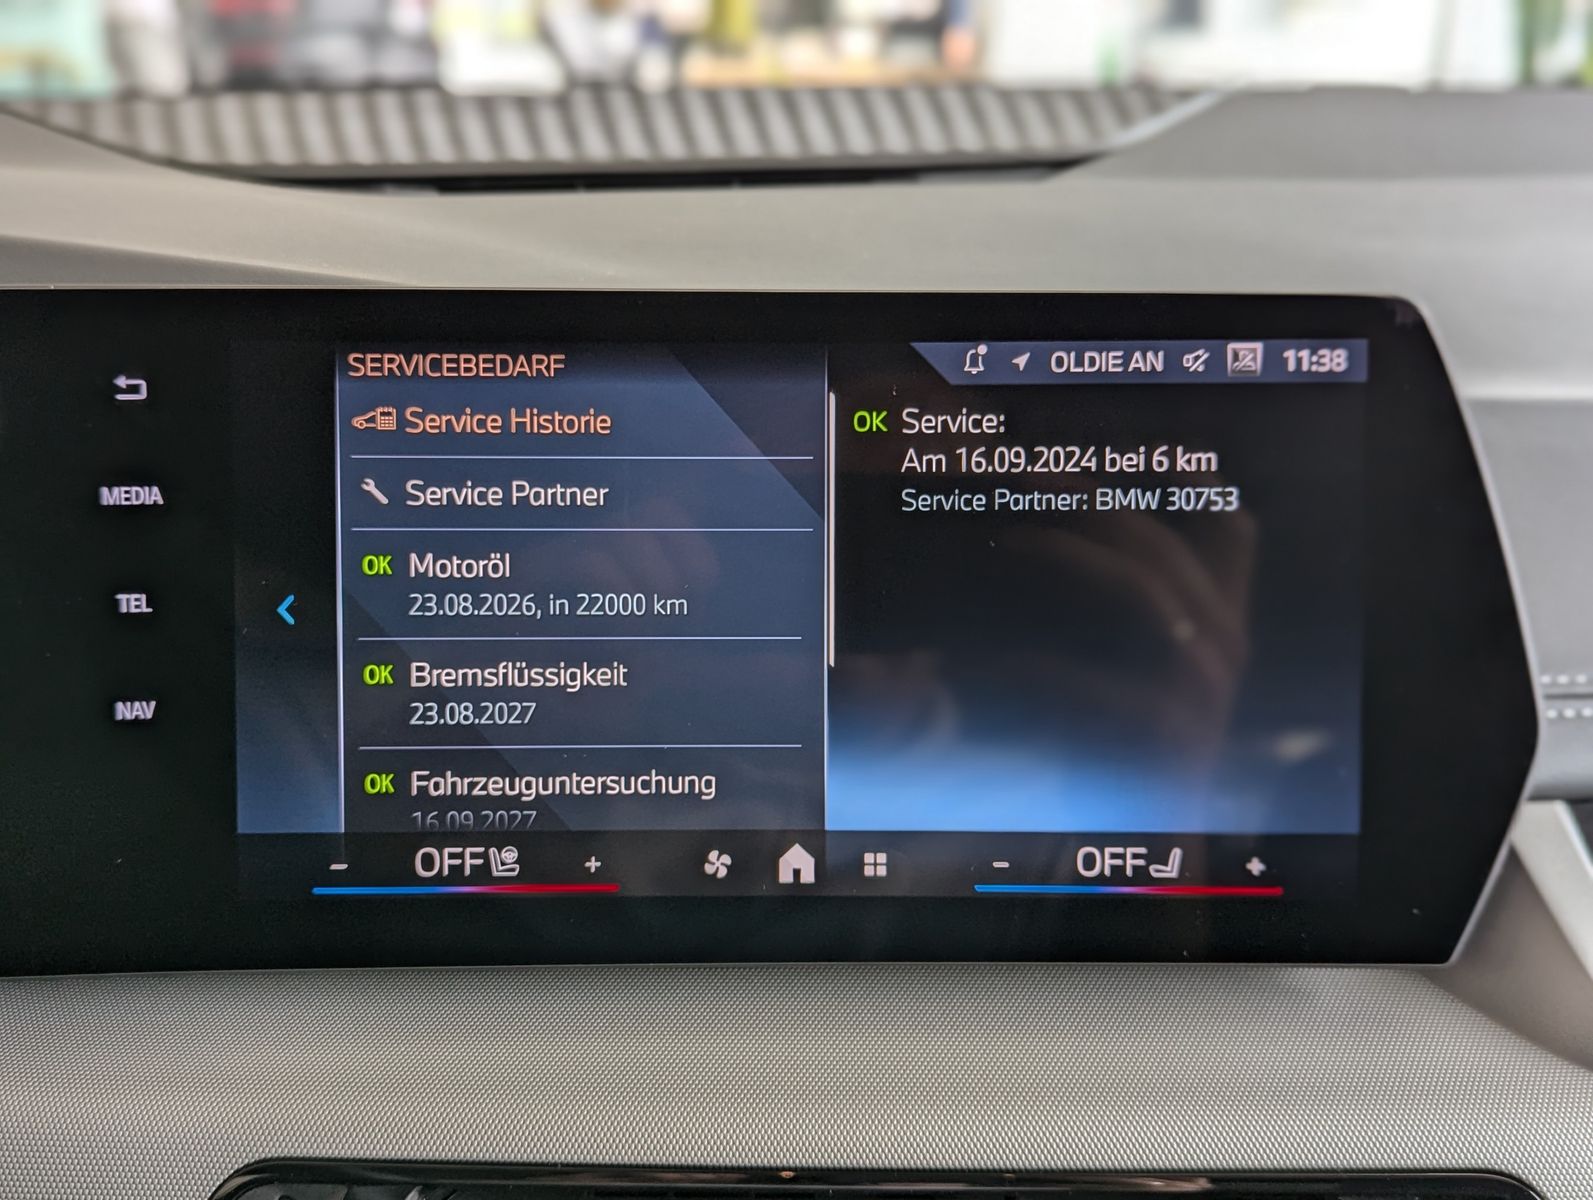 SERVICEBEDARF
Service Historie
Service Partner
OK Motoröl
23.08.2026, in 22000 km
OK Bremsflüssigkeit
23.08.2027
OK Fahrzeuguntersuchung
16.09.2027
OLDIE AN 11:38
OK Service:
Am 16.09.2024 bei 6 km
Service Partner: BMW 30753
MEDIA
TEL
NAV
- OFF +
- OFF +